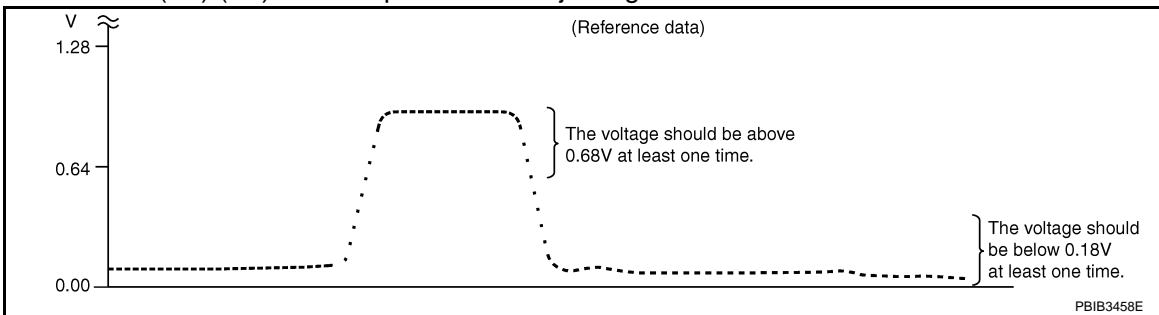 V
(Reference data)
1.28
The voltage should be above
0.68V at least one time.
0.64
The voltage should
be below 0.18V
at least one time.
0.00
PBIB3458E